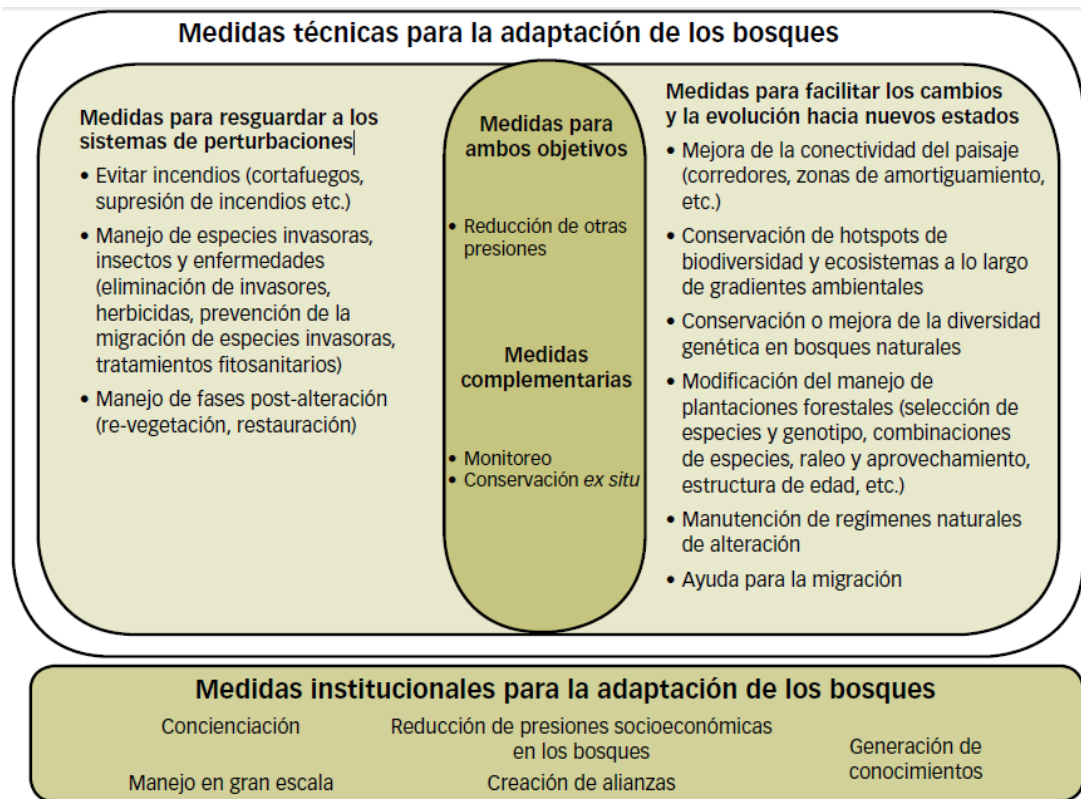 Medidas técnicas para la adaptación de los bosques
Medidas para resguardar a los
sistemas de perturbaciones
• Evitar incendios (cortafuegos,
supresión de incendios etc.)
• Manejo de especies invasoras,
insectos y enfermedades
(eliminación de invasores,
herbicidas, prevención de la
migración de especies invasoras,
tratamientos fitosanitarios)
• Manejo de fases post-alteración
(re-vegetación, restauración)
Medidas para
ambos objetivos
• Reducción de otras
presiones
Medidas
complementarias
• Monitoreo
• Conservación ex situ
Medidas para facilitar los cambios
y la evolución hacia nuevos estados
• Mejora de la conectividad del paisaje
(corredores, zonas de amortiguamiento,
etc.)
• Conservación de hotspots de
biodiversidad y ecosistemas a lo largo
de gradientes ambientales
• Conservación o mejora de la diversidad
genética en bosques naturales
• Modificación del manejo de
plantaciones forestales (selección de
especies y genotipo, combinaciones
de especies, raleo y aprovechamiento,
estructura de edad, etc.)
• Manutención de regímenes naturales
de alteración
• Ayuda para la migración
Medidas institucionales para la adaptación de los bosques
Concienciación
Manejo en gran escala
Reducción de presiones socioeconómicas
en los bosques
Creación de alianzas
Generación de
conocimientos